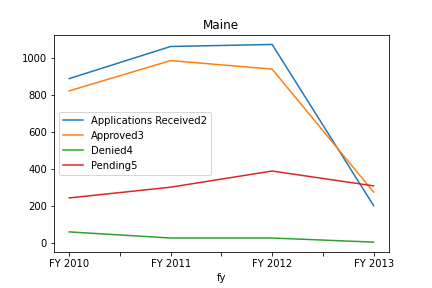 Maine
1000
800
600
400
200
0
Applications Received2
Approved3
Denied4
Pending5
FY 2010 FY 2011 FY 2012 FY 2013
fy